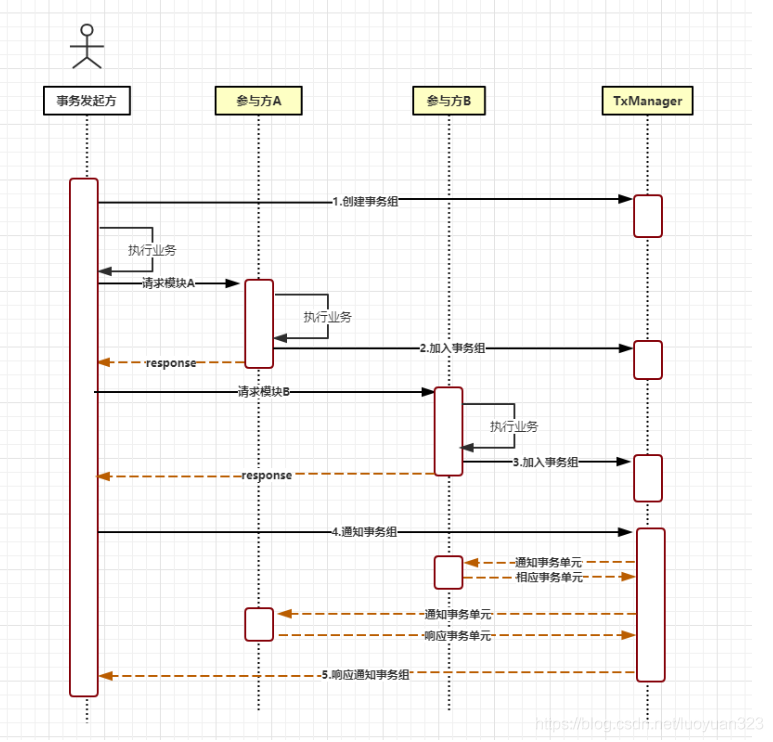 事务发起方
参与方A
参与方B
TxManager
1.创建事务组
执行业务
请求模块A
执行业务
2.加入事务组
response
请求模块B
执行业务
3.加入事务组
response
4.通知事务组
通知事务单元
相应事务单元
通知事务单元
响应事务单元
5.响应通知事务组
https://blog.csdn.net/luoyuan323